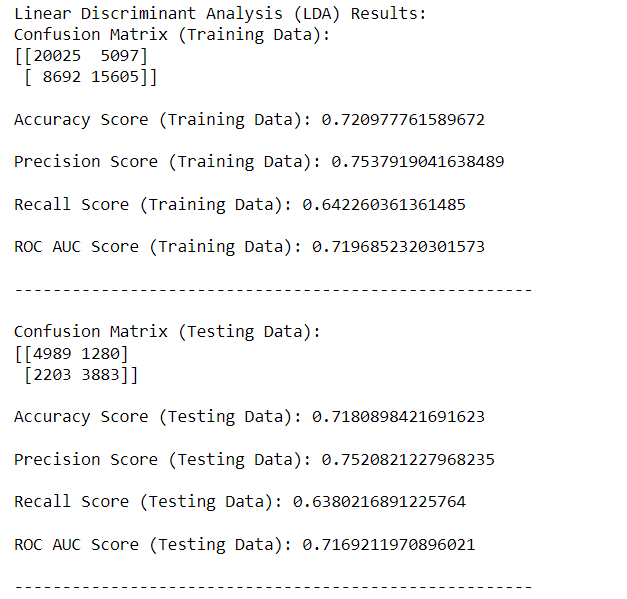 Linear Discriminant Analysis (LDA) Results:
Confusion Matrix (Training Data):
[[20025  5097]
 [ 8692 15605]]
Accuracy Score (Training Data): 0.720977761589672
Precision Score (Training Data): 0.7537919041638489
Recall Score (Training Data): 0.642260361361485
ROC AUC Score (Training Data): 0.7196852320301573
------------------------------------------------------
Confusion Matrix (Testing Data):
[[4989 1280]
 [2203 3883]]
Accuracy Score (Testing Data): 0.7180898421691623
Precision Score (Testing Data): 0.7520821227968235
Recall Score (Testing Data): 0.6380216891225764
ROC AUC Score (Testing Data): 0.7169211970896021
------------------------------------------------------